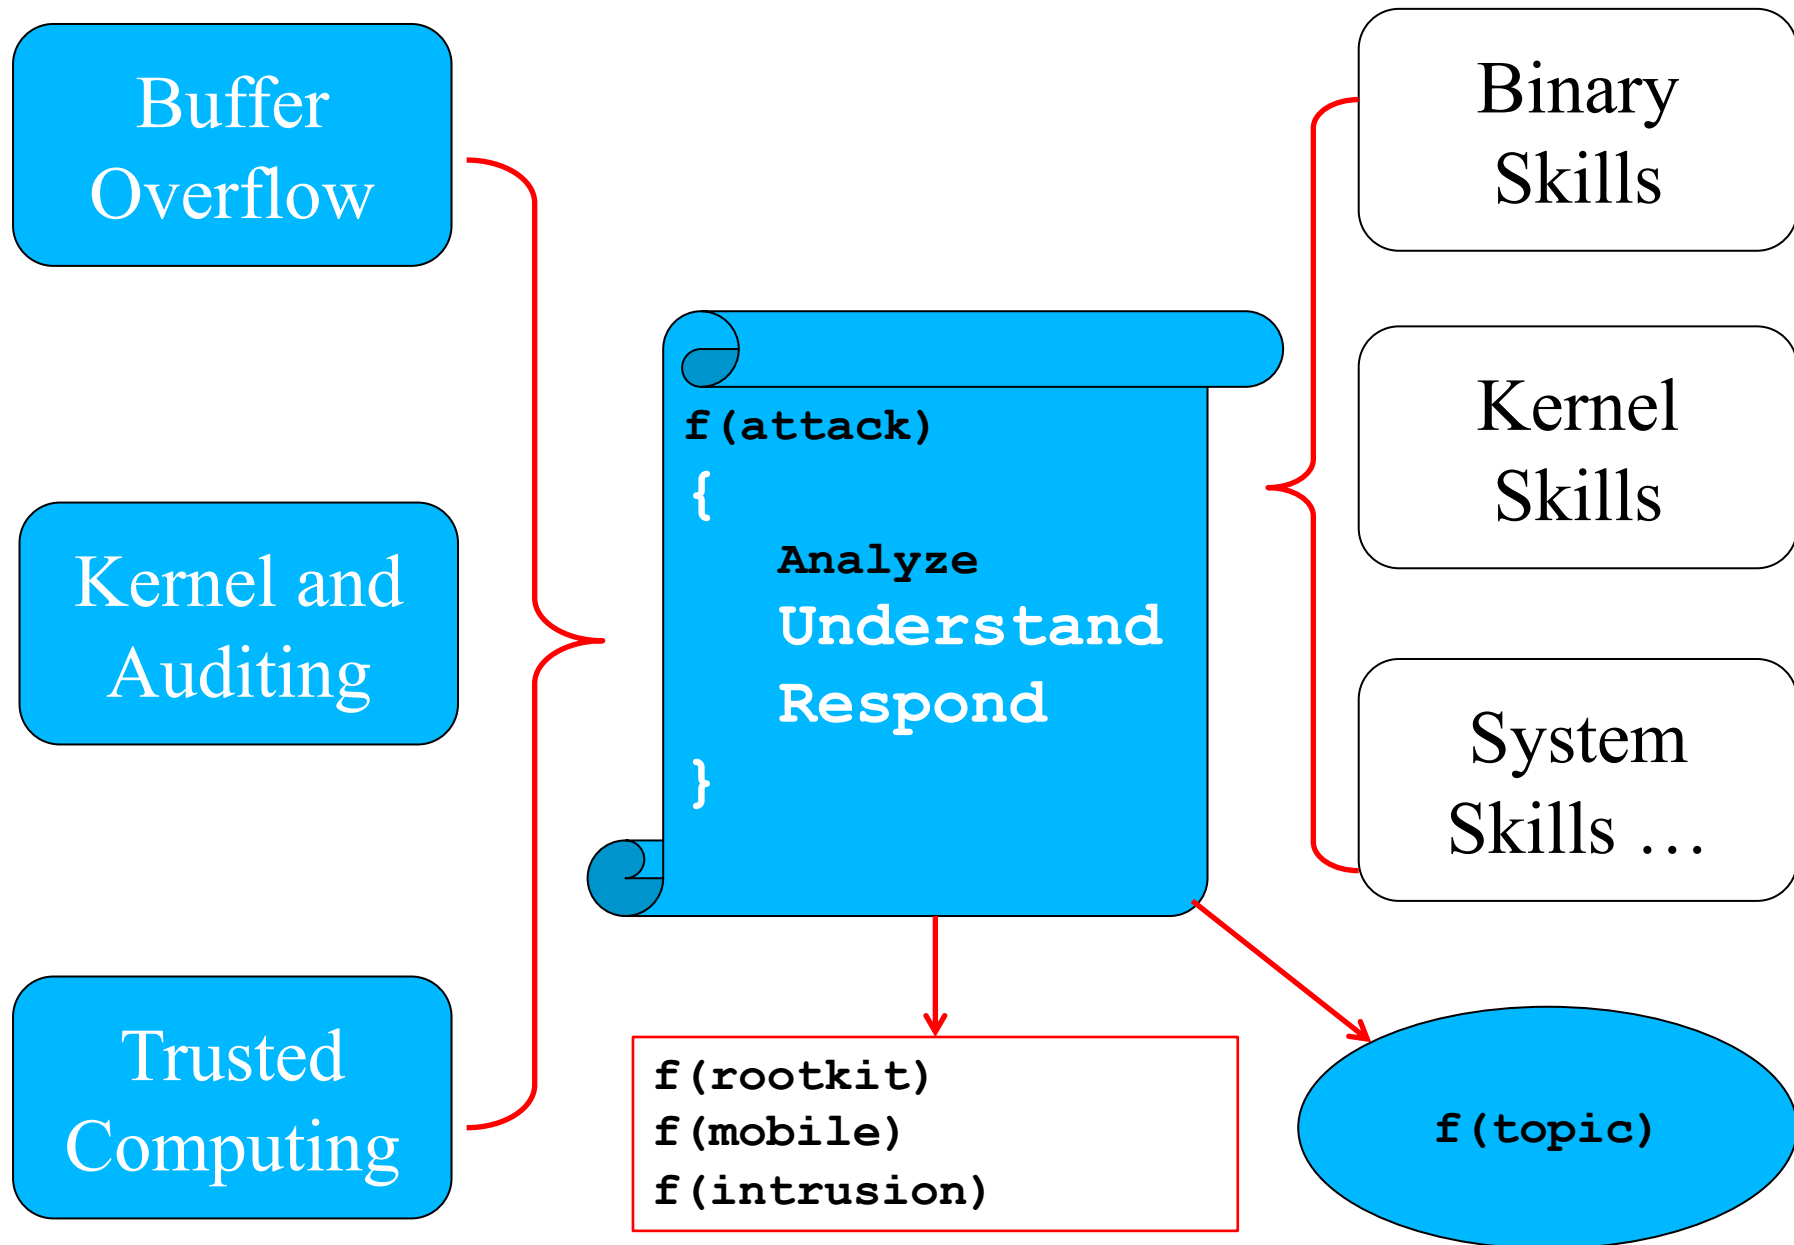 Buffer
Overflow
Kernel and
Auditing
Trusted
Computing
f(attack)
{
Analyze
Understand
Respond
}
f(rootkit)
f(mobile)
f(intrusion)
f(topic)
Binary
Skills
Kernel
Skills
System
Skills …